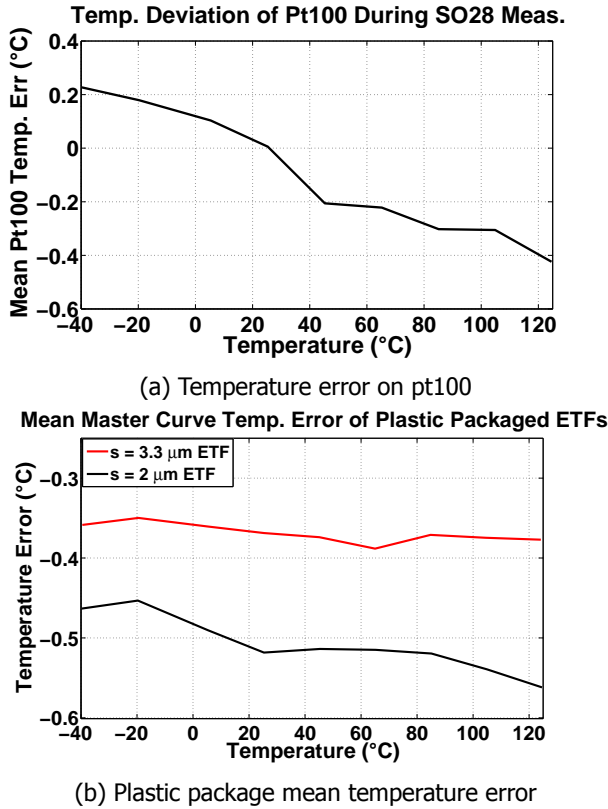 Temp. Deviation of Pt100 During SO28 Meas.
Mean Pt100 Temp. Err (°C)
0.4
0.2
0
−0.2
−0.4
−0.6
−40 −20 0 20 40 60 80 100 120
Temperature (°C)
(a) Temperature error on pt100
Mean Master Curve Temp. Error of Plastic Packaged ETFs
s = 3.3 μm ETF
s = 2 μm ETF
Temperature Error (°C)
−0.3
−0.4
−0.5
−0.6
−40 −20 0 20 40 60 80 100 120
Temperature (°C)
(b) Plastic package mean temperature error